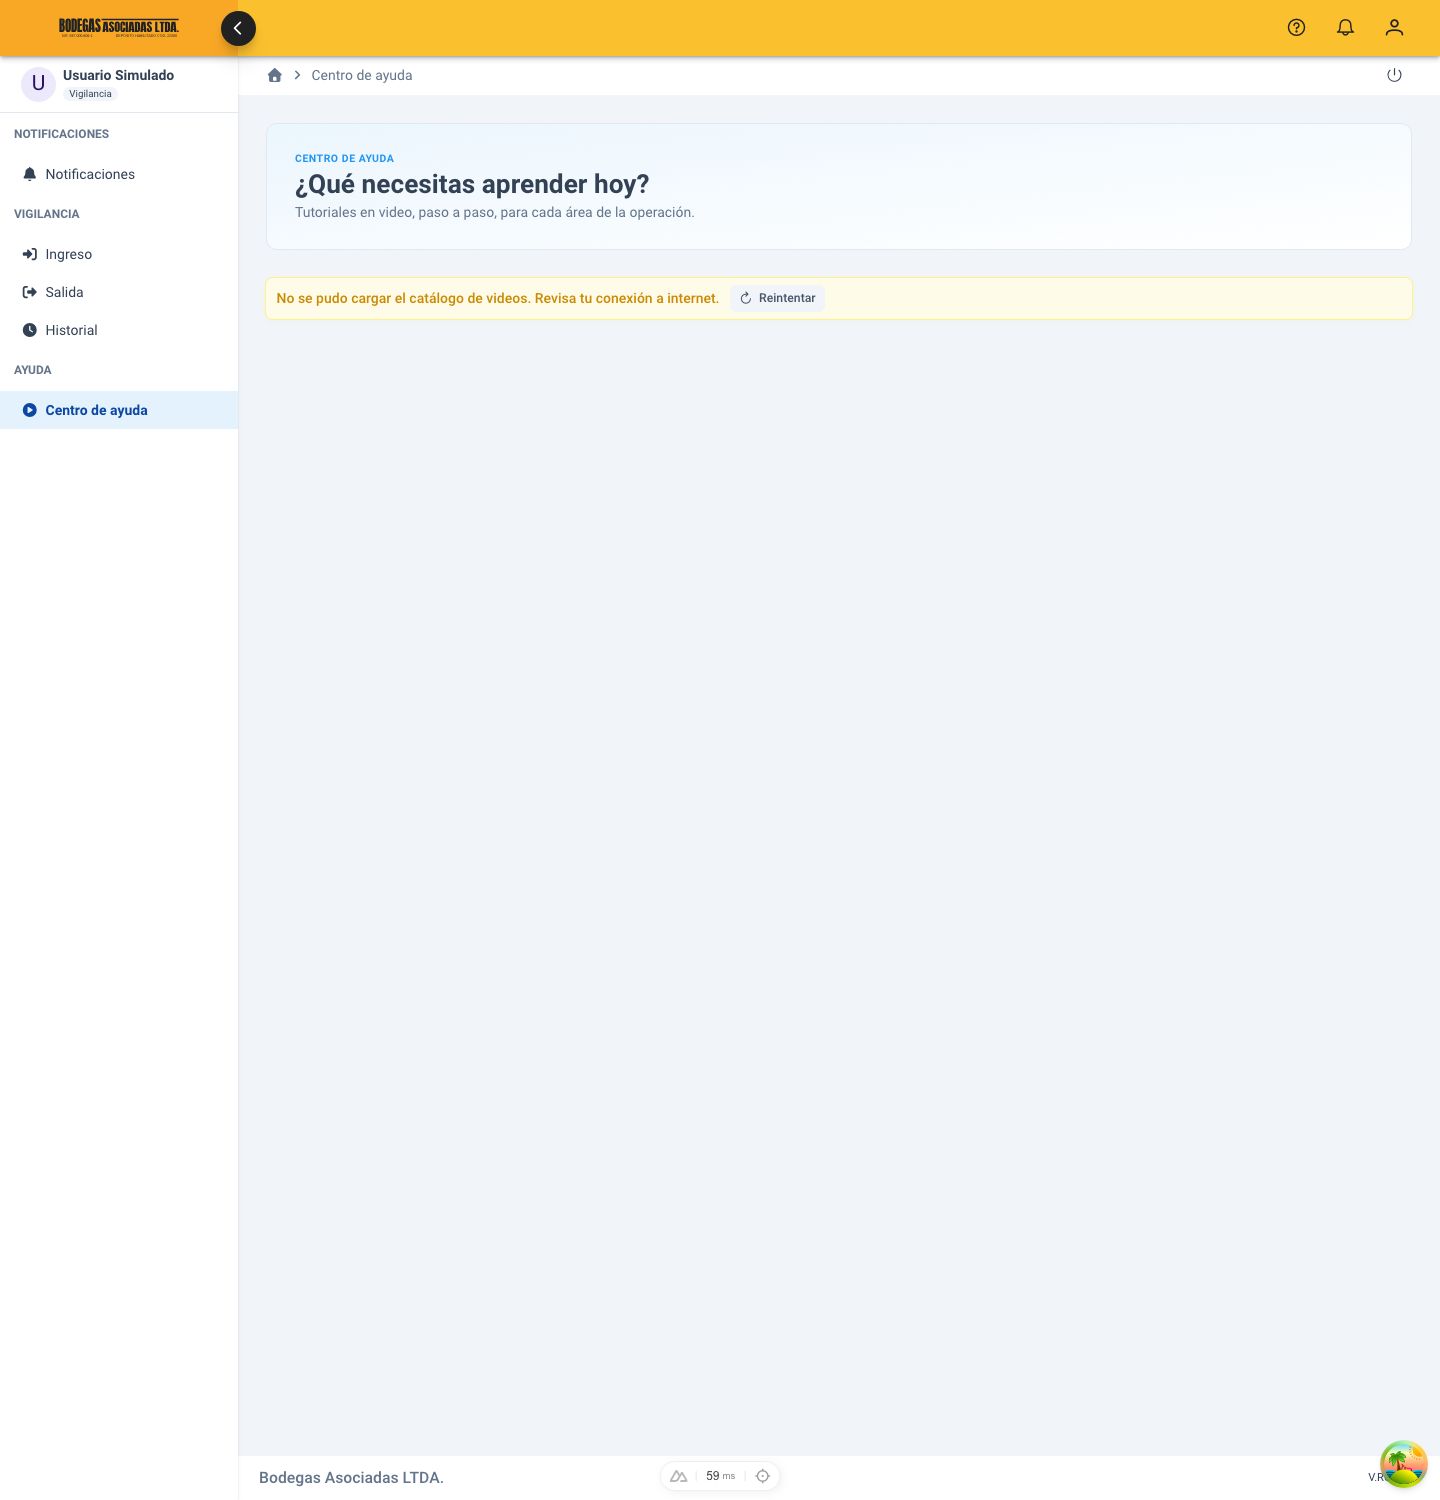 BODEGAS ASOCIADAS LTDA.
Usuario Simulado
U
Vigilancia
Centro de ayuda
NOTIFICACIONES
Notificaciones
VIGILANCIA
Ingreso
Salida
Historial
AYUDA
Centro de ayuda
CENTRO DE AYUDA
¿Qué necesitas aprender hoy?
Tutoriales en video, paso a paso, para cada área de la operación.
No se pudo cargar el catálogo de videos. Revisa tu conexión a internet. Reintentar
Bodegas Asociadas LTDA.
59 ms